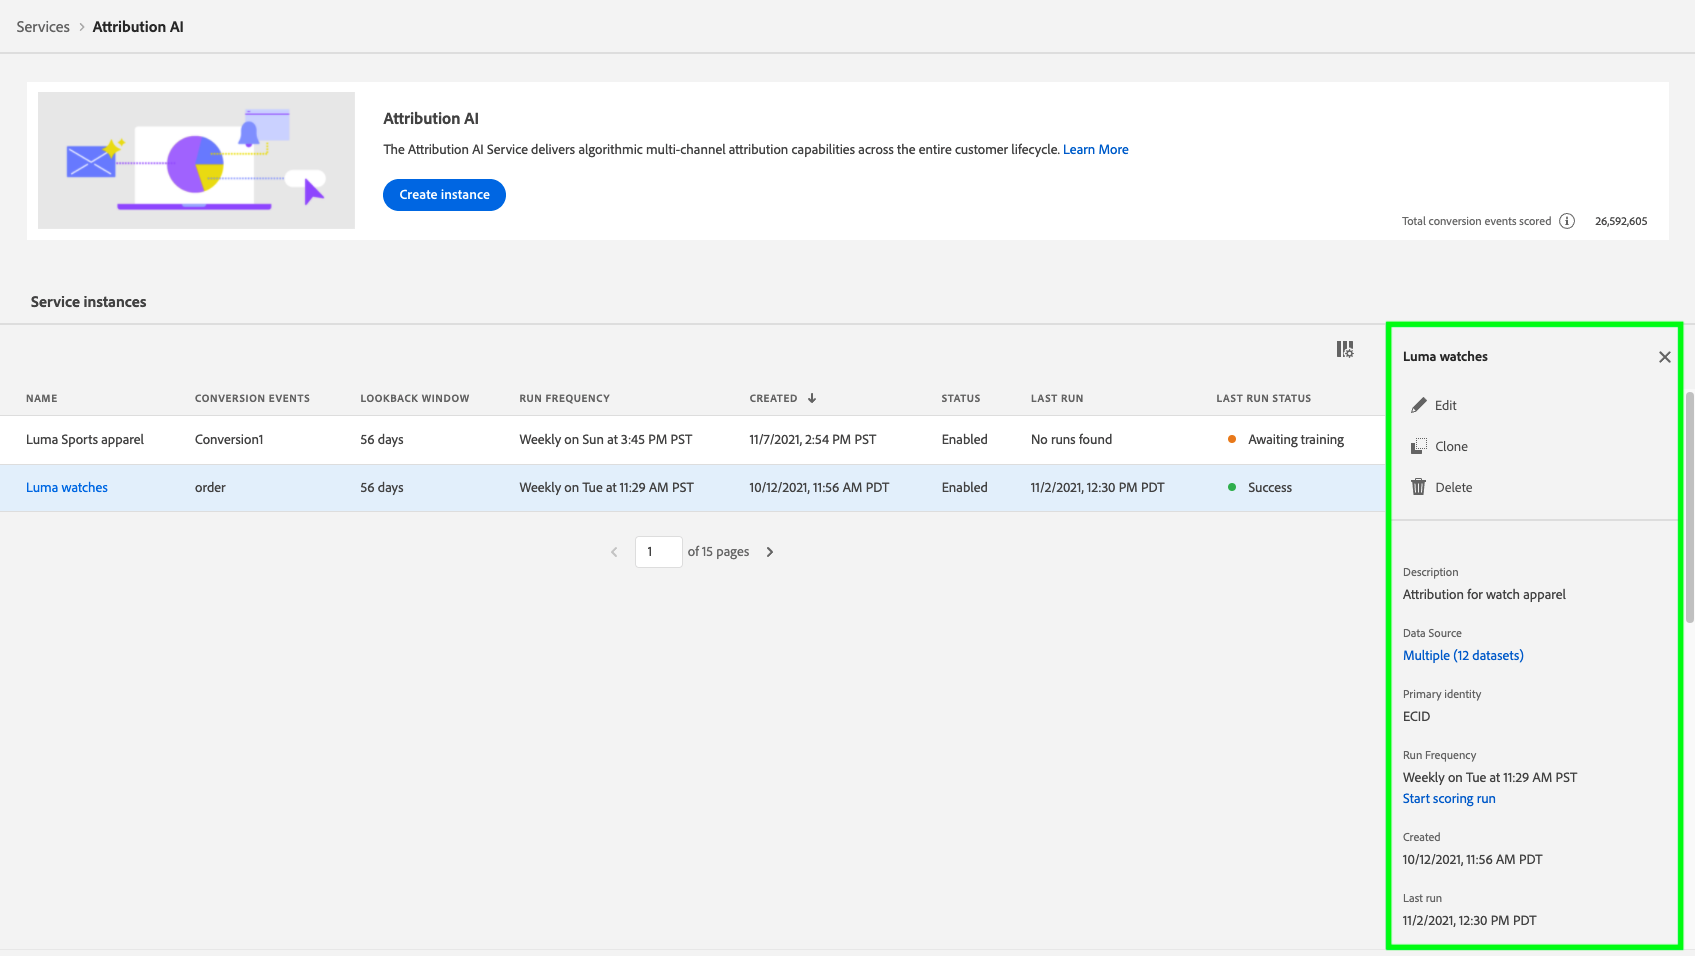 Services > Attribution AI
Attribution AI
The Attribution AI Service delivers algorithmic multi-channel attribution capabilities across the entire customer lifecycle. Learn More
Create instance
Total conversion events scored 26,592,605
Service instances
NAME CONVERSION EVENTS LOOKBACK WINDOW RUN FREQUENCY CREATED STATUS LAST RUN LAST RUN STATUS
Luma Sports apparel Conversion1 56 days Weekly on Sun at 3:45 PM PST 11/7/2021, 2:54 PM PST Enabled No runs found Awaiting training
Luma watches order 56 days Weekly on Tue at 11:29 AM PST 10/12/2021, 11:56 AM PDT Enabled 11/2/2021, 12:30 PM PDT Success
1 of 15 pages
Luma watches
Edit
Clone
Delete
Description
Attribution for watch apparel
Data Source
Multiple (12 datasets)
Primary identity
ECID
Run Frequency
Weekly on Tue at 11:29 AM PST
Start scoring run
Created
10/12/2021, 11:56 AM PDT
Last run
11/2/2021, 12:30 PM PDT